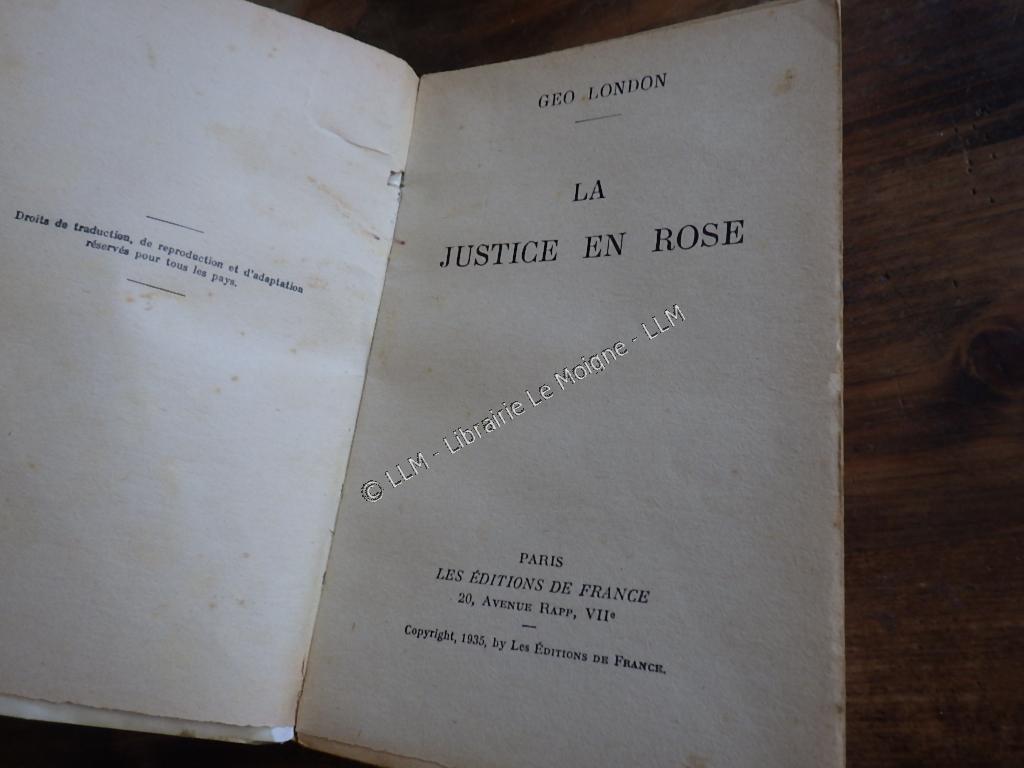 Droits de traduction, de reproduction et d'adaptation
réservés pour tous les pays.
GEO LONDON
LA
JUSTICE EN ROSE
© LLM - Librairie Le Moigne - LLM
PARIS
LES ÉDITIONS DE FRANCE
20, AVENUE RAPP, VIIe
Copyright, 1935, by LES ÉDITIONS DE FRANCE.